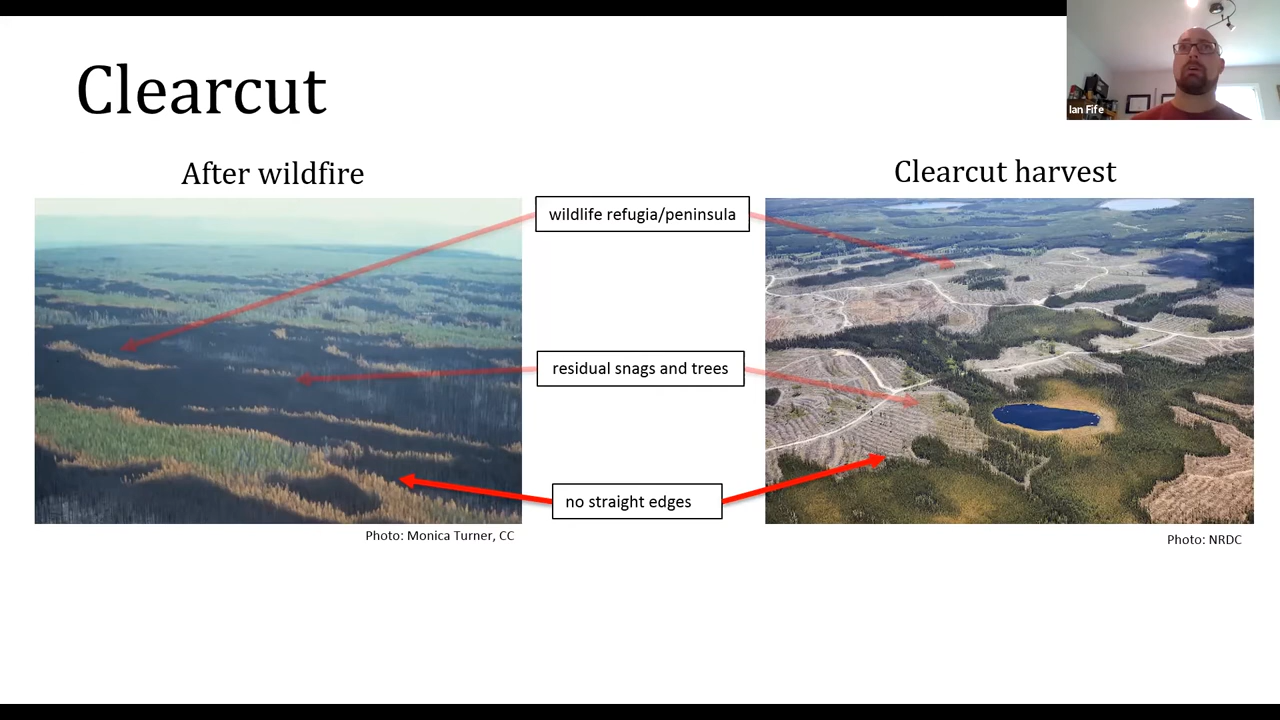 Clearcut
Ian Fife
After wildfire
Clearcut harvest
wildlife refugia/peninsula
residual snags and trees
no straight edges
Photo: Monica Turner, CC
Photo: NRDC